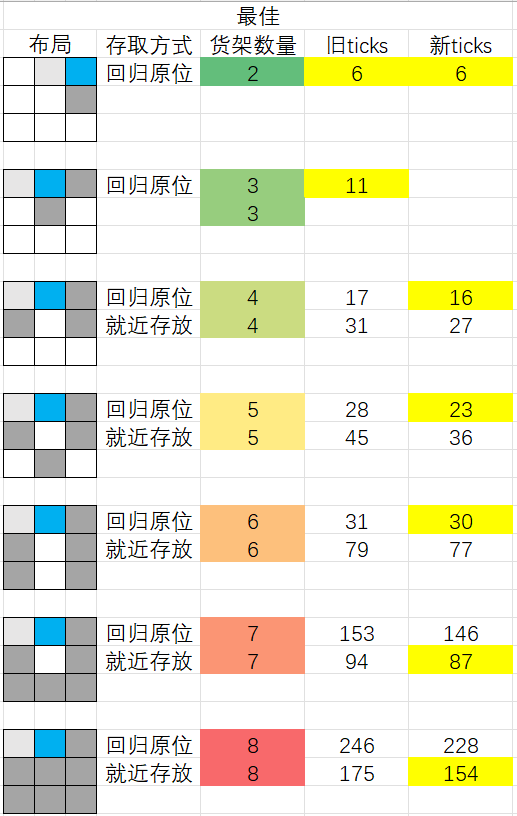 最佳
布局 存取方式 货架数量 旧ticks 新ticks
回归原位 2 6 6
回归原位 3 11
3
回归原位 4 17 16
就近存放 4 31 27
回归原位 5 28 23
就近存放 5 45 36
回归原位 6 31 30
就近存放 6 79 77
回归原位 7 153 146
就近存放 7 94 87
回归原位 8 246 228
就近存放 8 175 154